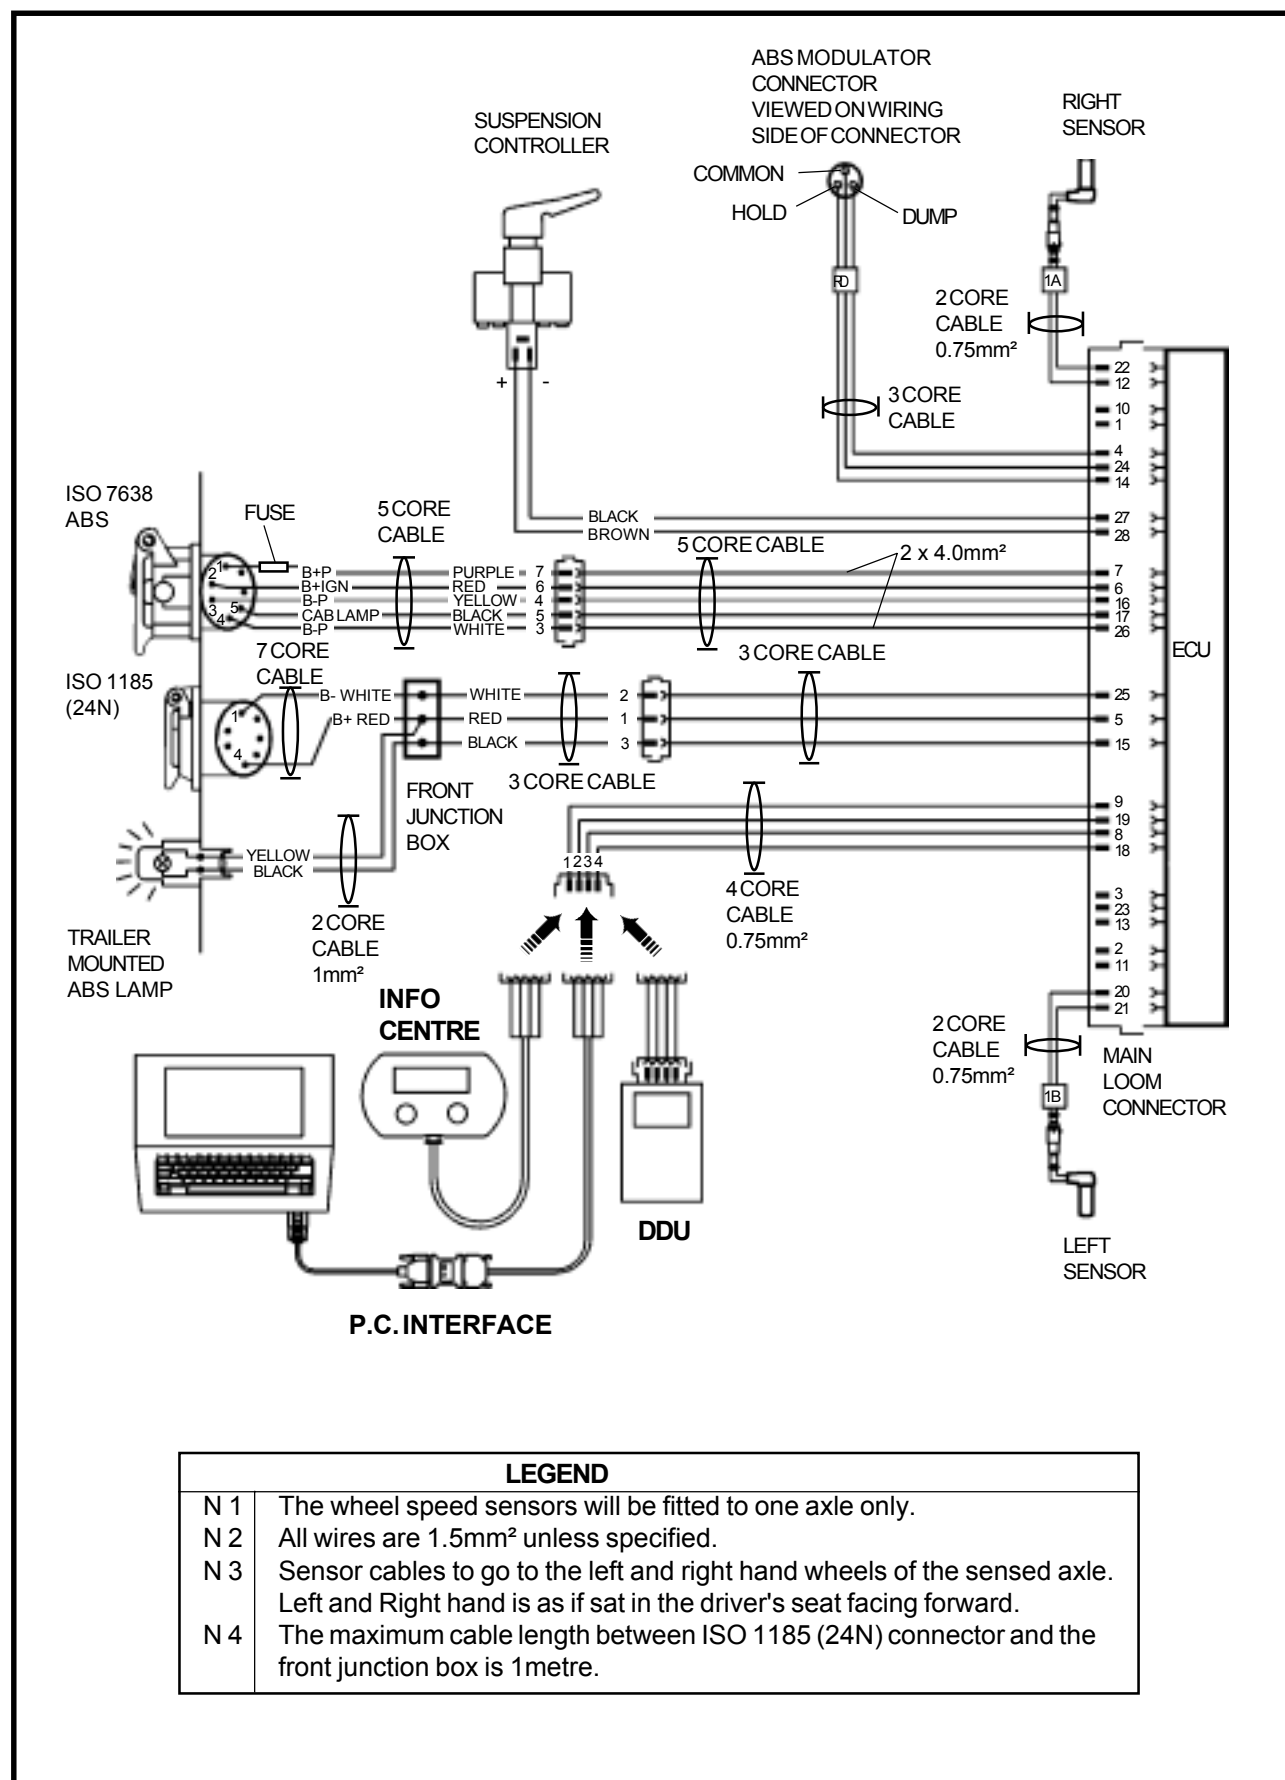 ABS MODULATOR
CONNECTOR
VIEWED ON WIRING
SIDE OF CONNECTOR
RIGHT
SENSOR
SUSPENSION
CONTROLLER
COMMON
HOLD
DUMP
RD
1A
2 CORE
CABLE
0.75mm²
+ -
3 CORE
CABLE
22
12
10
1
4
24
14
27
28
7
6
16
17
26
25
5
15
9
19
8
18
3
23
13
2
11
20
21
ECU
ISO 7638
ABS
FUSE
5 CORE
CABLE
BLACK
BROWN
5 CORE CABLE
2 x 4.0mm²
1
2
3
5
4
B+P PURPLE 7
B+IGN RED 6
B-P YELLOW 4
CAB LAMP BLACK 5
B-P WHITE 3
7 CORE
CABLE
3 CORE CABLE
ISO 1185
(24N)
1
4
B- WHITE WHITE 2
B+ RED RED 1
BLACK 3
3 CORE CABLE
FRONT
JUNCTION
BOX
YELLOW
BLACK
1 2 3 4
4 CORE
CABLE
0.75mm²
2 CORE
CABLE
1mm²
TRAILER
MOUNTED
ABS LAMP
INFO
CENTRE
2 CORE
CABLE
0.75mm²
MAIN
LOOM
CONNECTOR
1B
DDU
LEFT
SENSOR
P.C. INTERFACE
LEGEND
N 1 The wheel speed sensors will be fitted to one axle only.
N 2 All wires are 1.5mm² unless specified.
N 3 Sensor cables to go to the left and right hand wheels of the sensed axle.
Left and Right hand is as if sat in the driver's seat facing forward.
N 4 The maximum cable length between ISO 1185 (24N) connector and the
front junction box is 1metre.